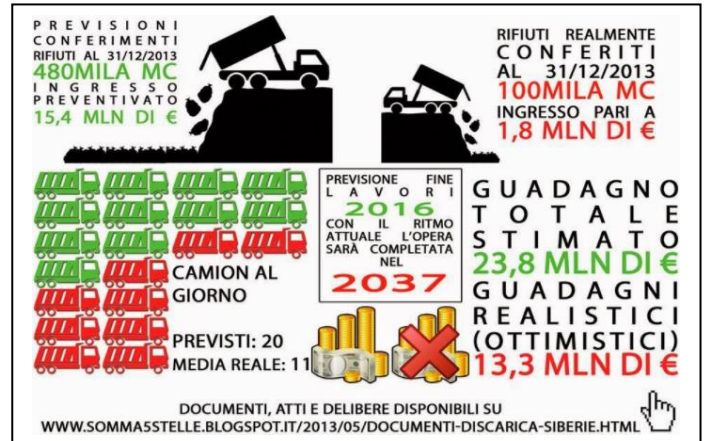 PREVISIONI
CONFERIMENTI
RIFIUTI AL 31/12/2013
480MILA MC
INGRESSO
PREVENTIVATO
15,4 MLN DI €
RIFIUTI REALMENTE
CONFERITI
AL 31/12/2013
100MILA MC
INGRESSO PARI A
1,8 MLN DI €
CAMION AL
GIORNO
PREVISTI: 20
MEDIA REALE: 11
PREVISIONE FINE
LAVORI
2016
CON IL RITMO
ATTUALE L'OPERA
SARÀ COMPLETATA
NEL
2037
GUADAGNO
TOTALE
STIMATO
23,8 MLN DI €
GUADAGNI
REALISTICI
(OTTIMISTICI)
13,3 MLN DI €
DOCUMENTI, ATTI E DELIBERE DISPONIBILI SU
WWW.SOMMA5STELLE.BLOGSPOT.IT/2013/05/DOCUMENTI-DISCARICA-SIBERIE.HTML